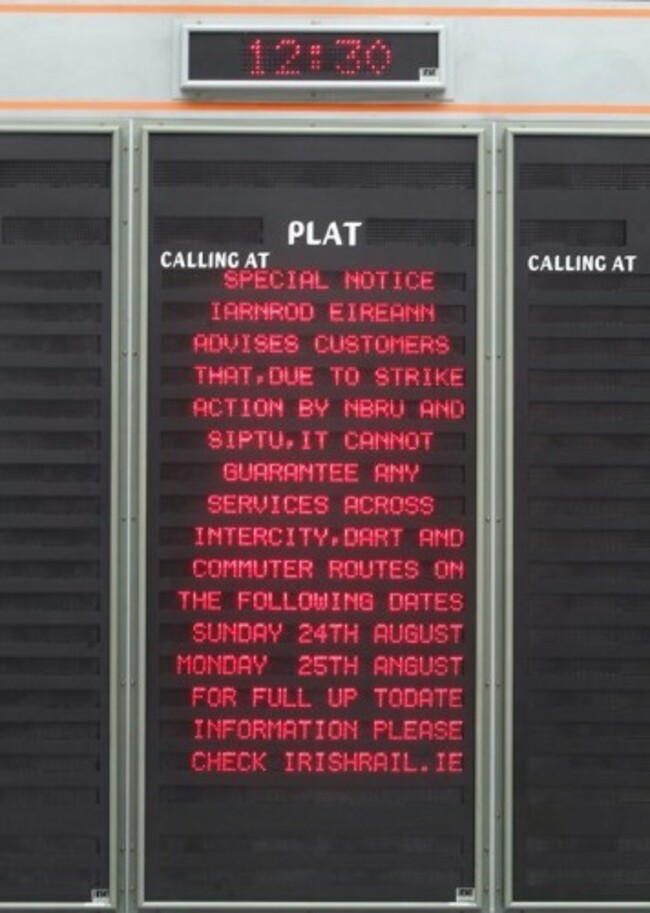 12:30
PLAT
CALLING AT
CALLING AT
SPECIAL NOTICE
IARNROD EIREANN
ADVISES CUSTOMERS
THAT,DUE TO STRIKE
ACTION BY NBRU AND
SIPTU,IT CANNOT
GUARANTEE ANY
SERVICES ACROSS
INTERCITY,DART AND
COMMUTER ROUTES ON
THE FOLLOWING DATES
SUNDAY 24TH AUGUST
MONDAY  25TH ANGUST
FOR FULL UP TODATE
INFORMATION PLEASE
CHECK IRISHRAIL.IE